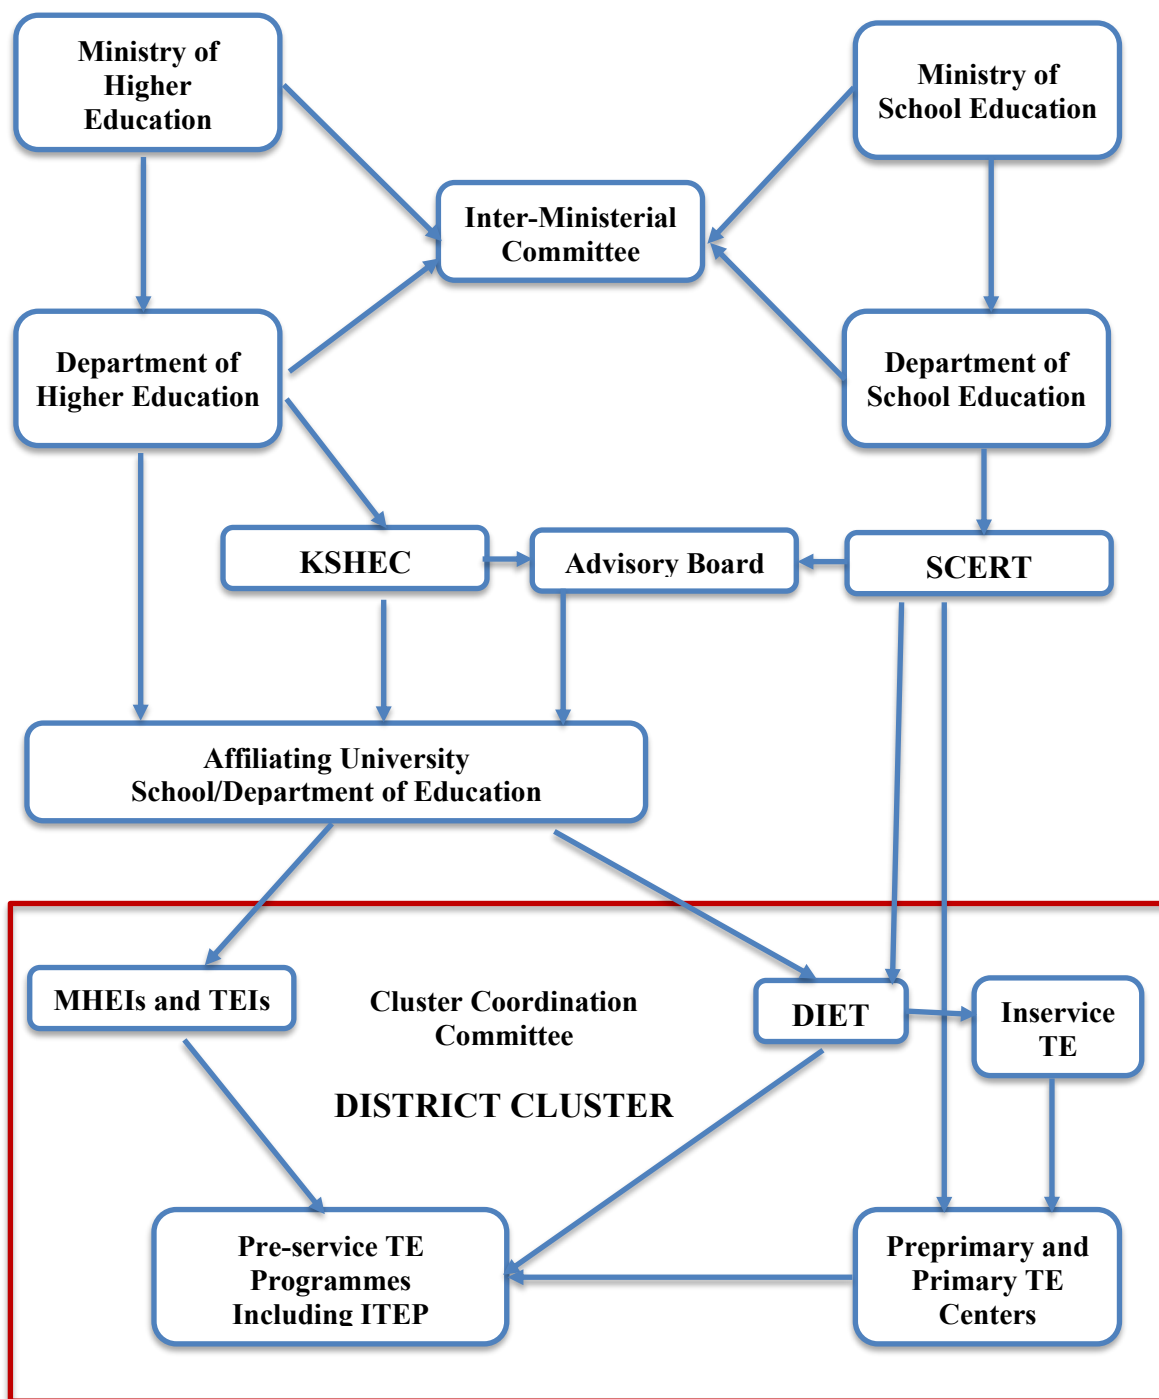 Ministry of
Higher
Education
Ministry of
School Education
Inter-Ministerial
Committee
Department of
Higher Education
Department of
School Education
KSHEC
Advisory Board
SCERT
Affiliating University
School/Department of Education
MHEIs and TEIs
Cluster Coordination
Committee
DIET
Inservice
TE
DISTRICT CLUSTER
Pre-service TE
Programmes
Including ITEP
Preprimary and
Primary TE
Centers